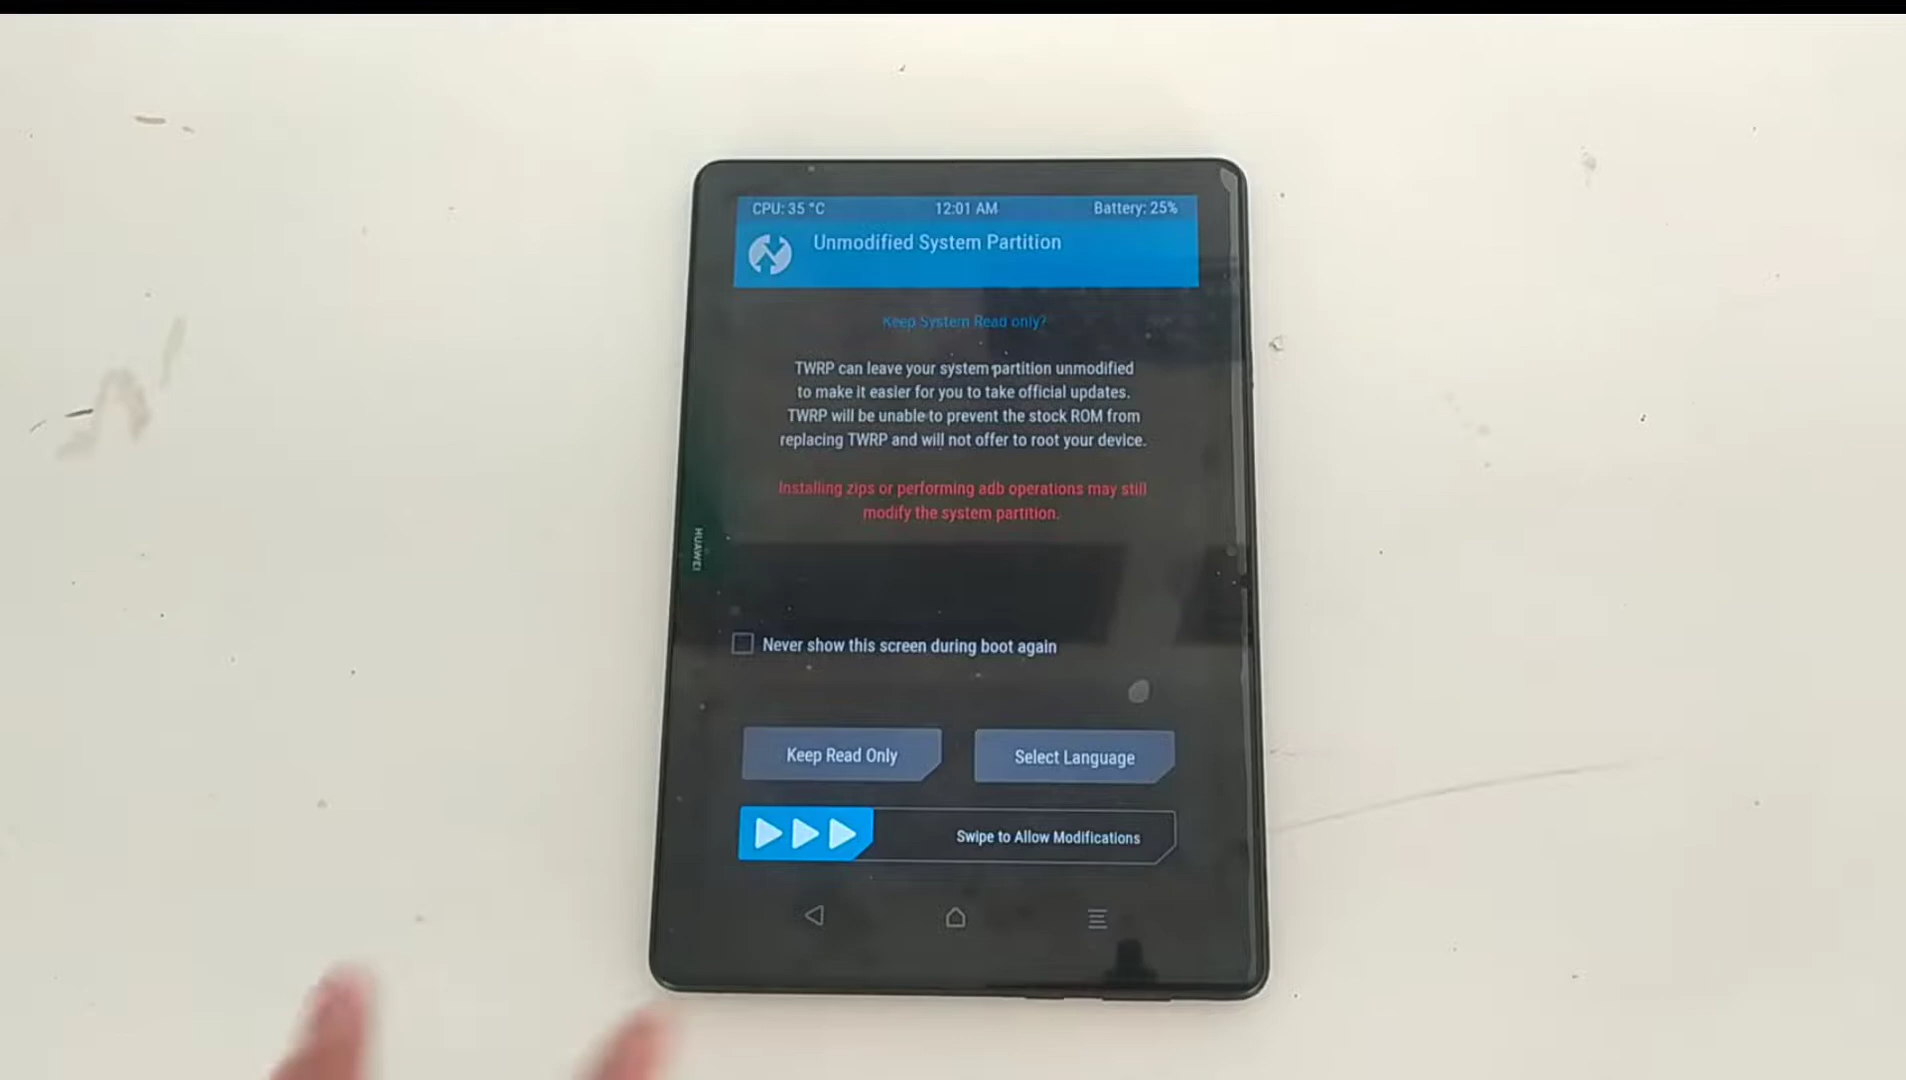 CPU: 35 °C 12:01 AM Battery: 25%
Unmodified System Partition
Keep System Read only?
TWRP can leave your system partition unmodified
to make it easier for you to take official updates.
TWRP will be unable to prevent the stock ROM from
replacing TWRP and will not offer to root your device.
Installing zips or performing adb operations may still
modify the system partition.
HUAWEI
Never show this screen during boot again
Keep Read Only Select Language
Swipe to Allow Modifications